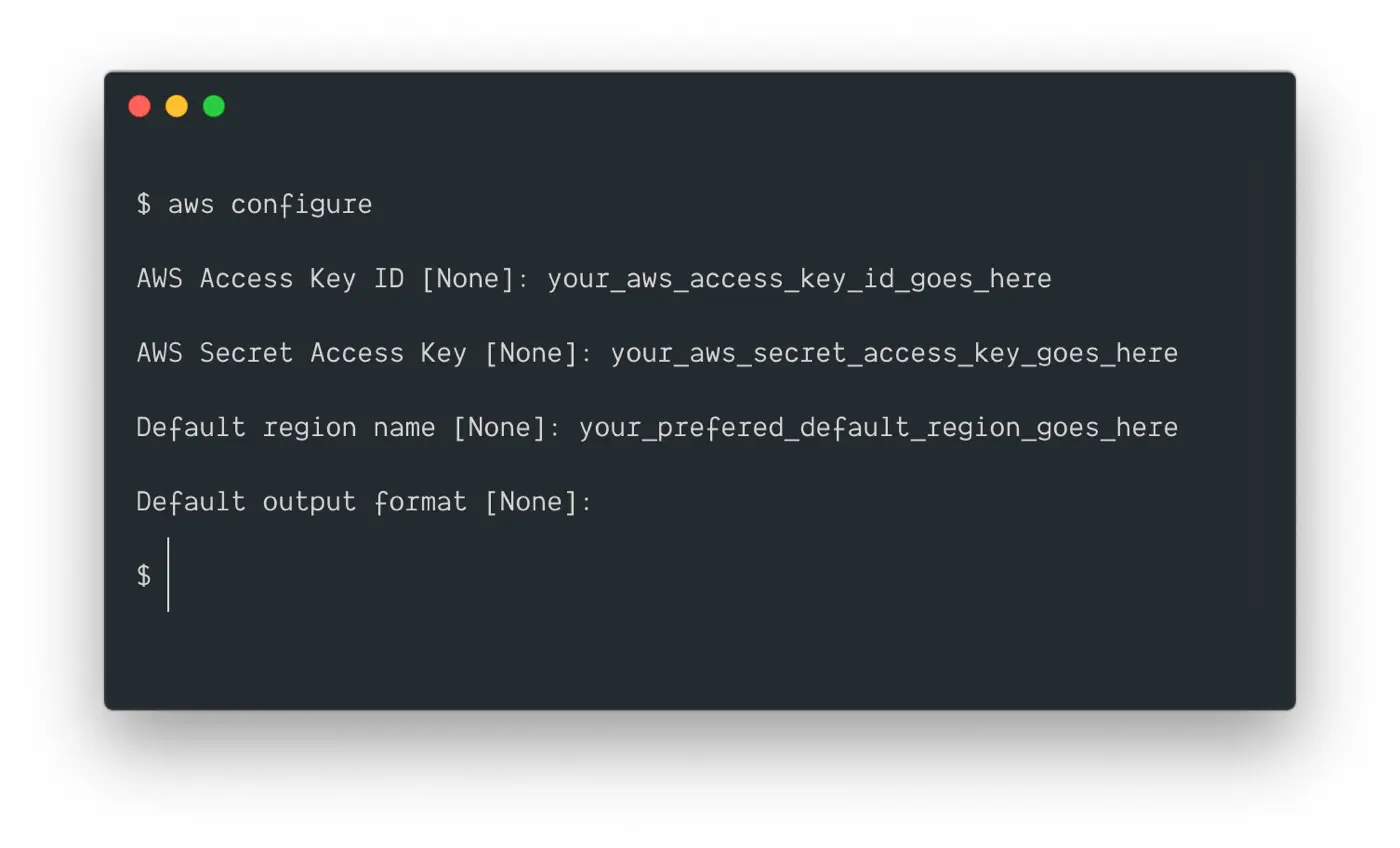 $ aws configure
AWS Access Key ID [None]: your_aws_access_key_id_goes_here
AWS Secret Access Key [None]: your_aws_secret_access_key_goes_here
Default region name [None]: your_prefered_default_region_goes_here
Default output format [None]:
$